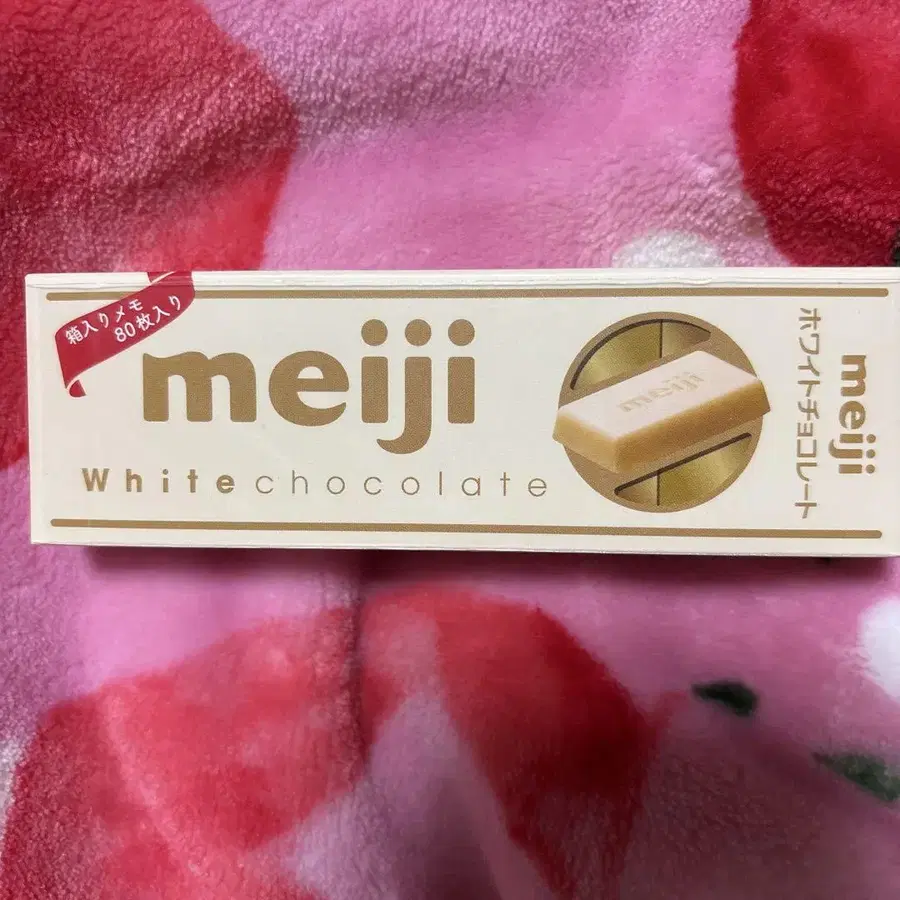 箱入りメモ
80枚入り
meiji
White chocolate
meiji
meiji
ホワイトチョコレート